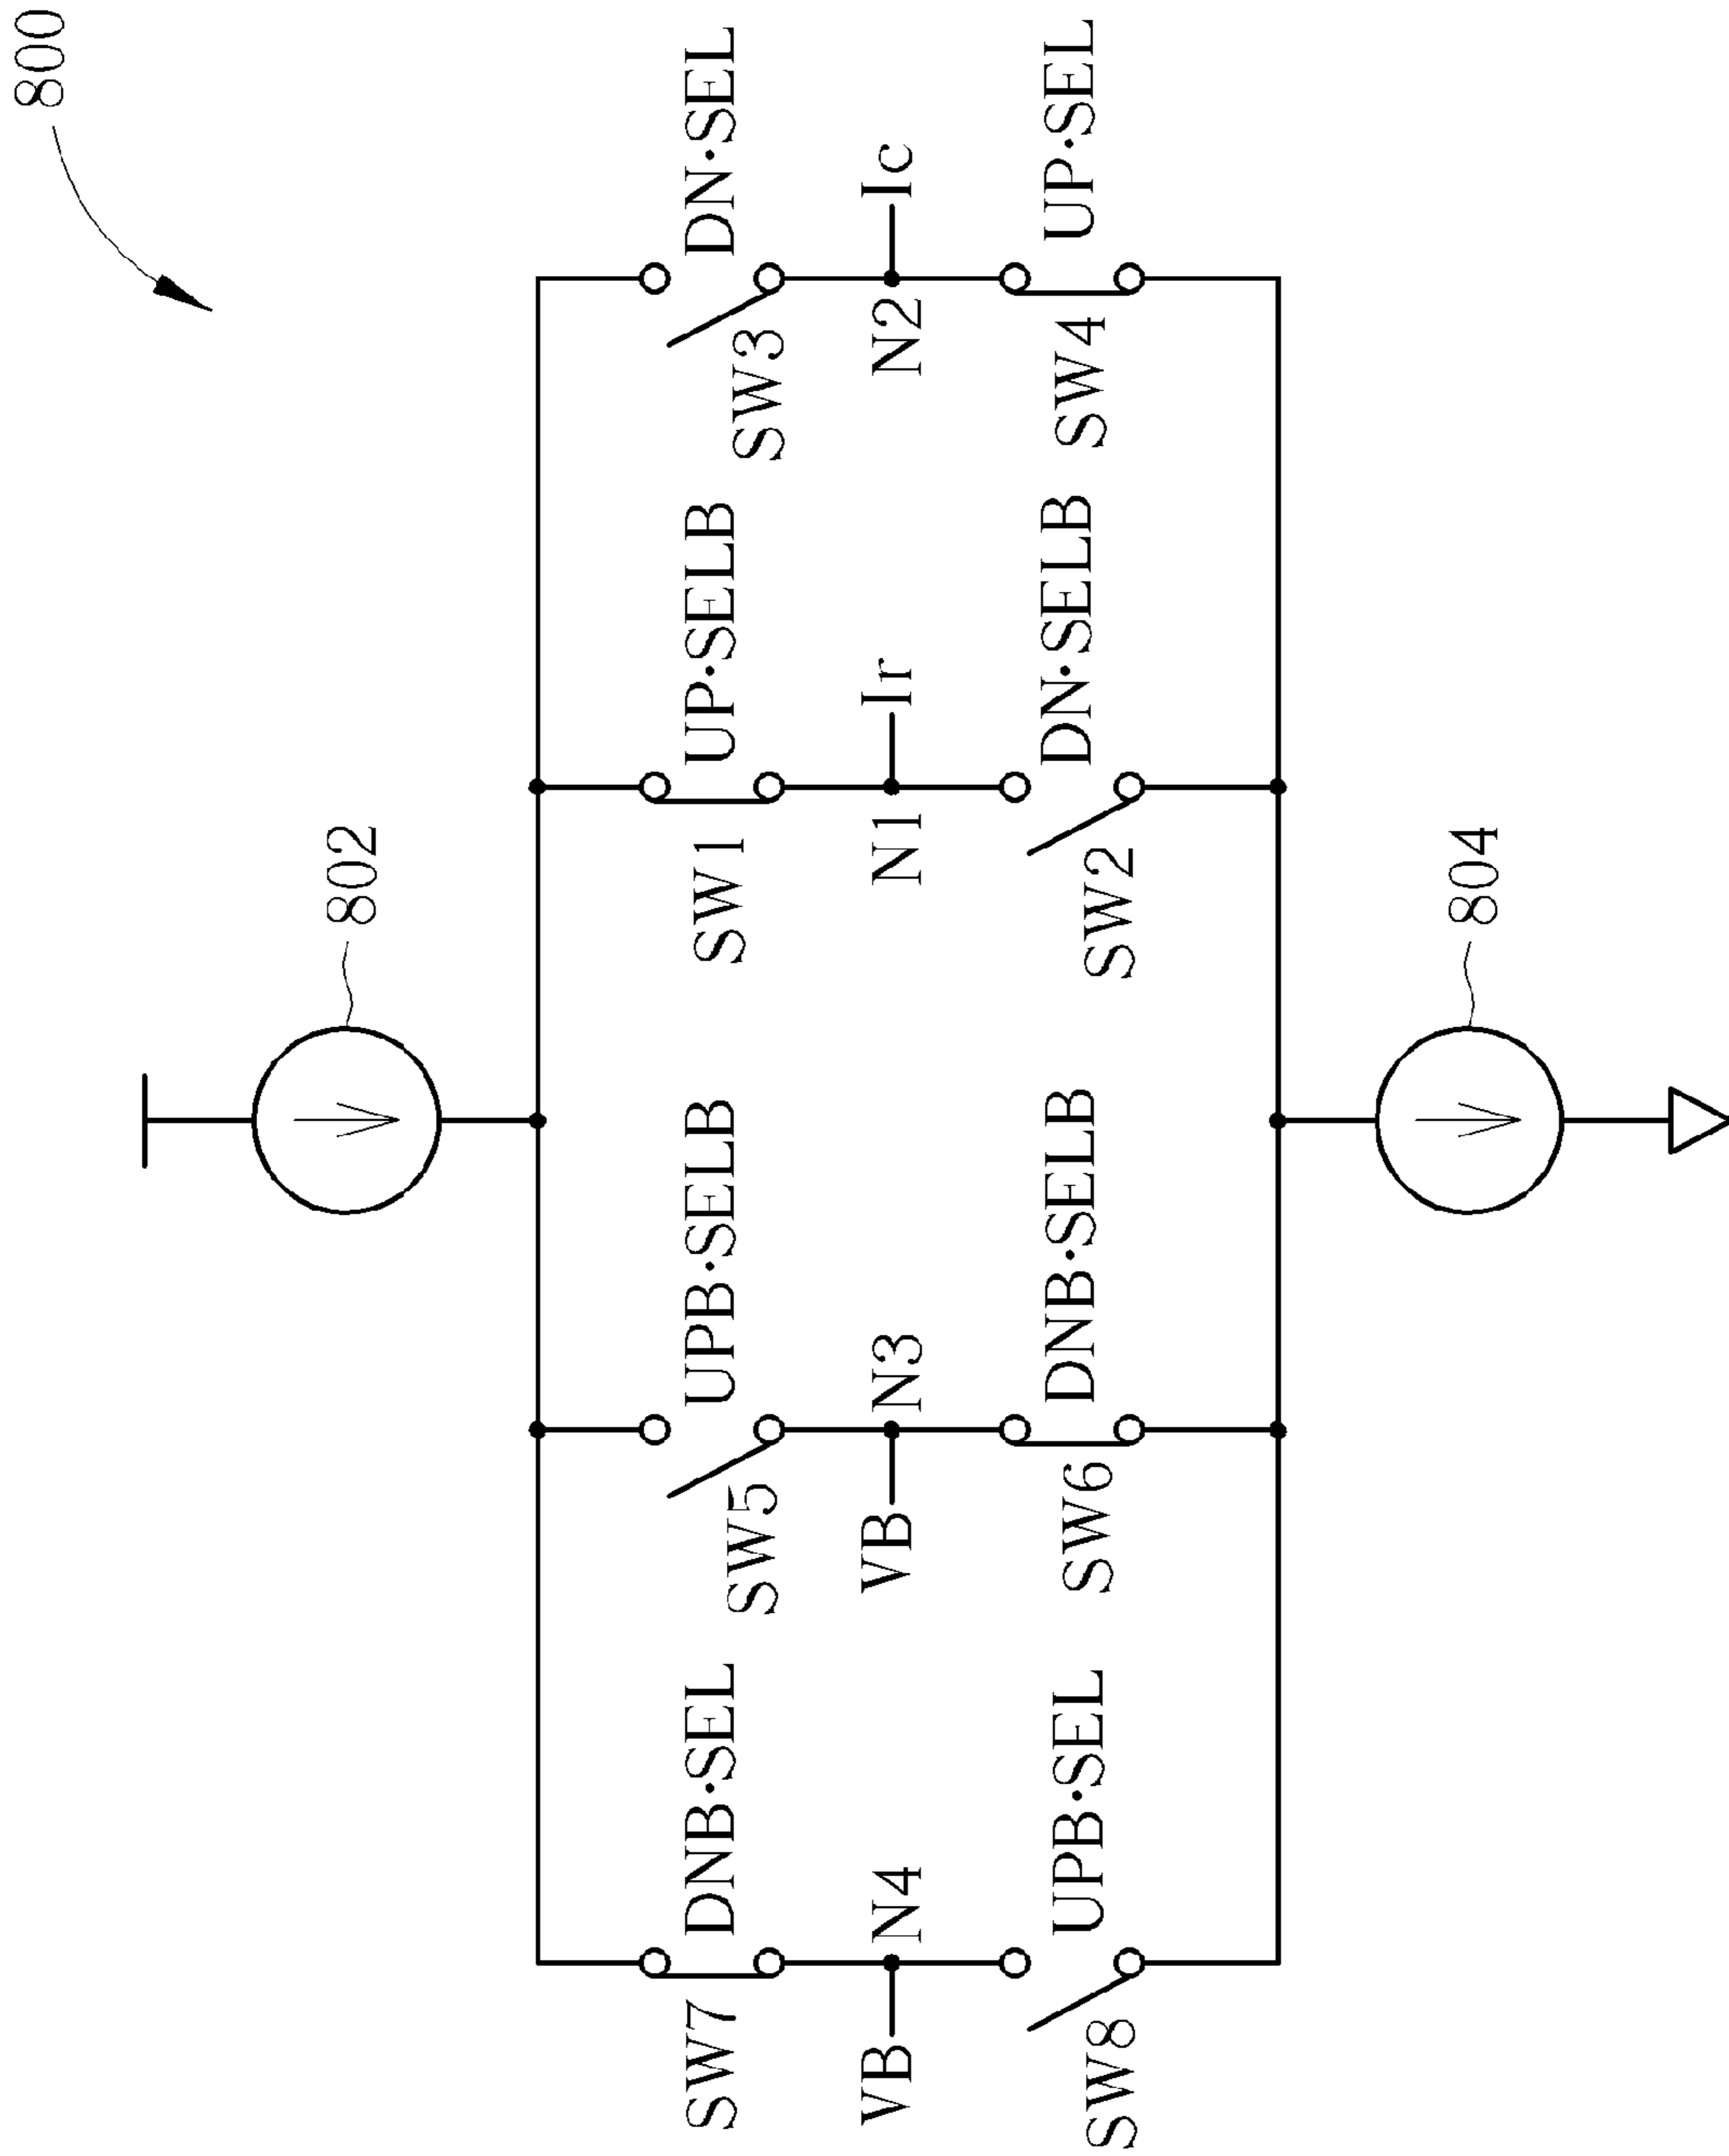 800
802
DNB·SEL
UPB·SELB
UP·SELB
DN·SEL
SW7
SW5
SW1
SW3
VB
N4
VB
N3
N1
Ir
N2
Ic
UPB·SEL
DNB·SELB
DN·SELB
UP·SEL
SW8
SW6
SW2
SW4
804